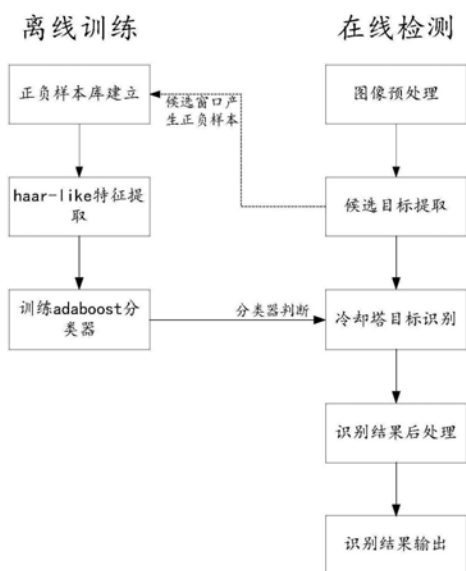 离线训练
在线检测
正负样本库建立
候选窗口产
生正负样本
图像预处理
haar-like特征提
取
候选目标提取
训练adaboost分
类器
分类器判断
冷却塔目标识别
识别结果后处理
识别结果输出